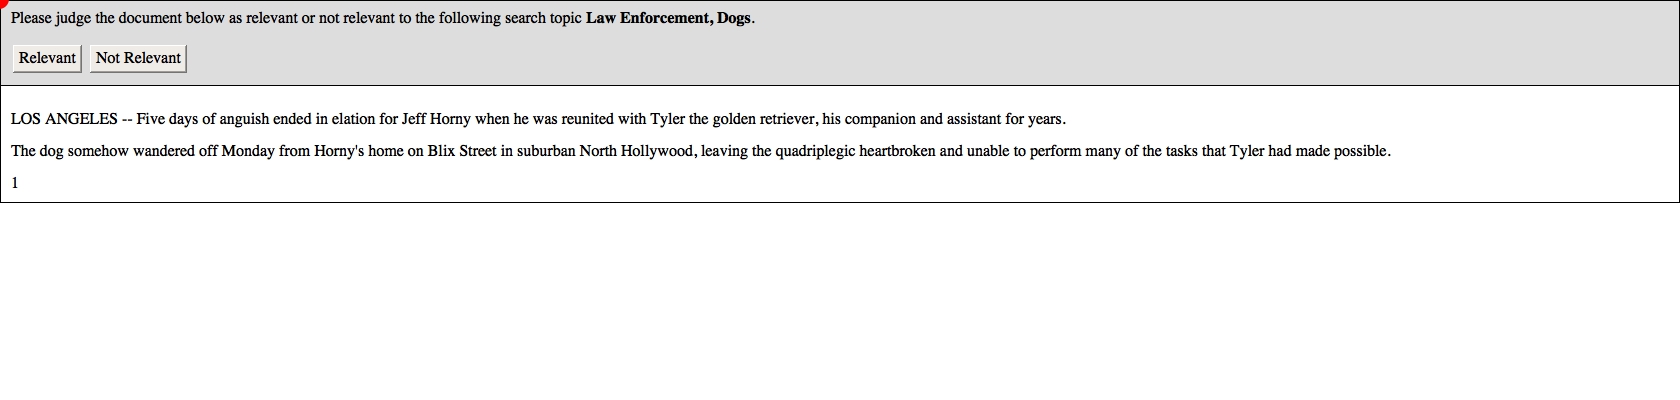 Please judge the document below as relevant or not relevant to the following search topic Law Enforcement, Dogs.
Relevant Not Relevant
LOS ANGELES -- Five days of anguish ended in elation for Jeff Horny when he was reunited with Tyler the golden retriever, his companion and assistant for years.
The dog somehow wandered off Monday from Horny's home on Blix Street in suburban North Hollywood, leaving the quadriplegic heartbroken and unable to perform many of the tasks that Tyler had made possible.
1